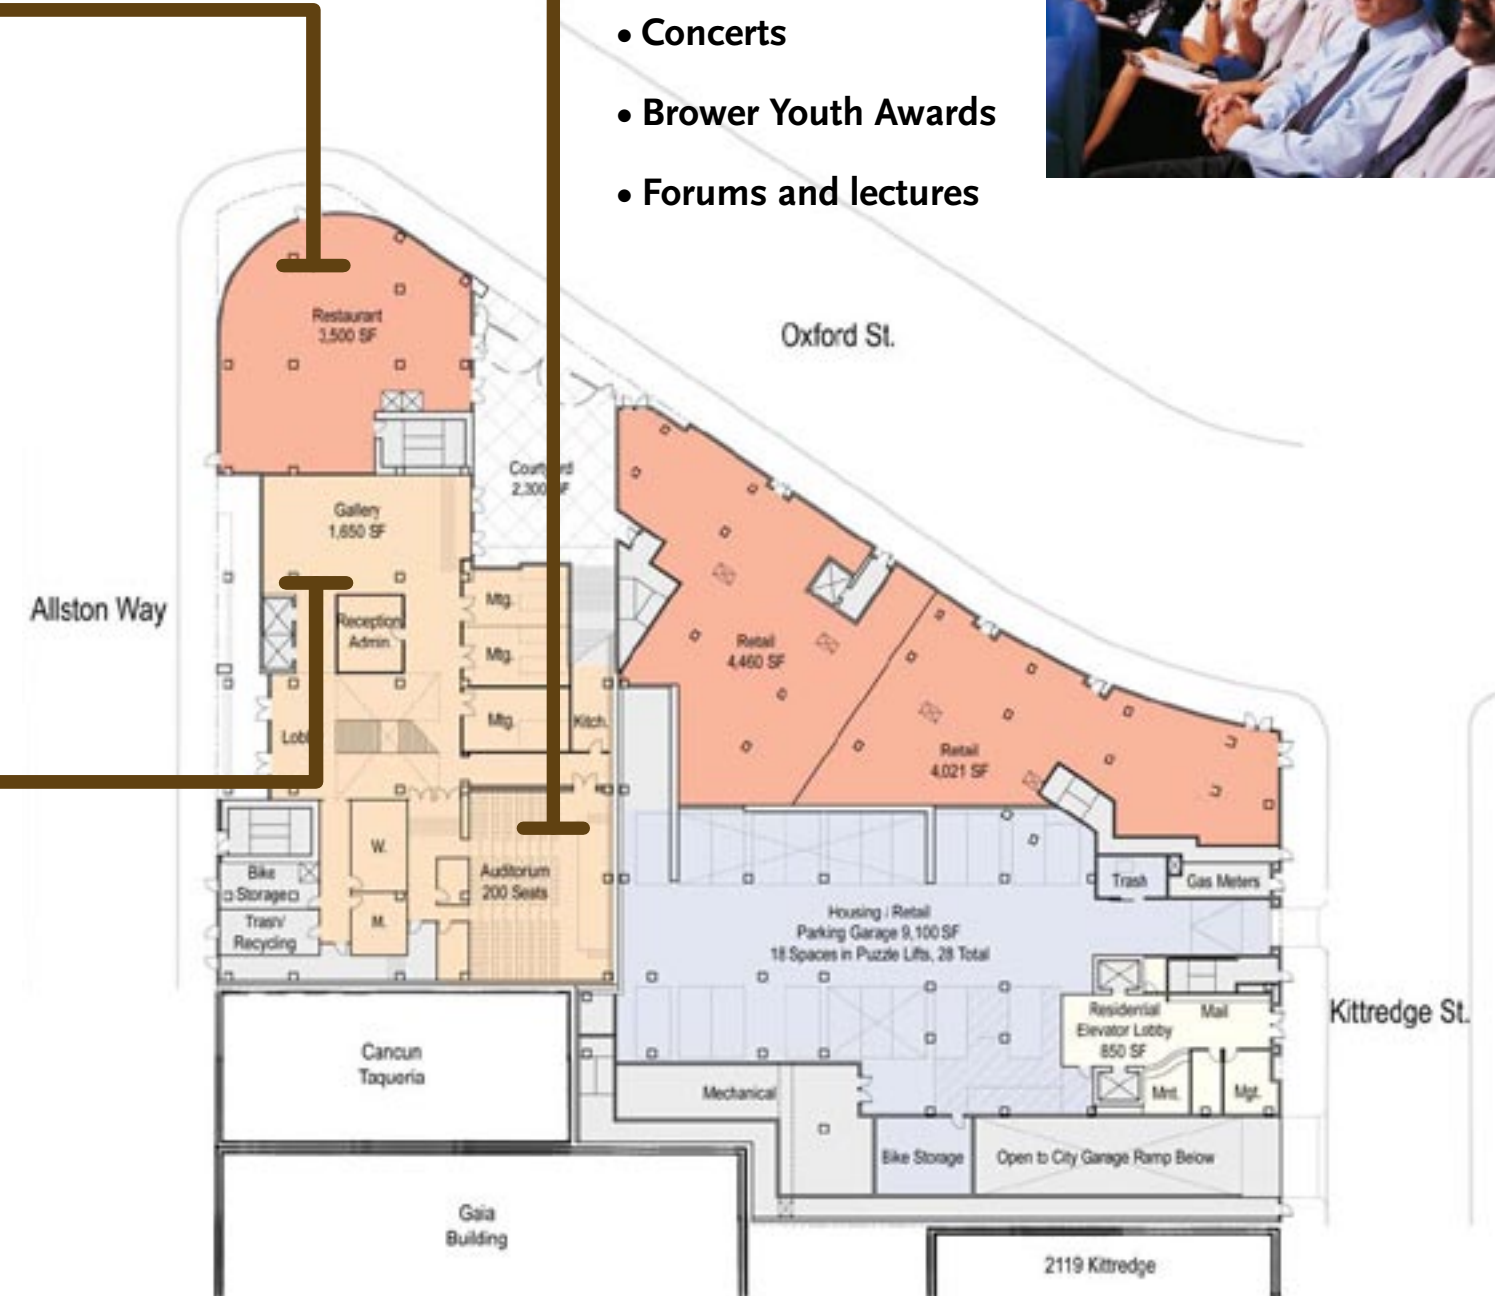 • Concerts
• Brower Youth Awards
• Forums and lectures
Oxford St.
Restaurant
3,500 SF
2,300
Gallery
1,650 SF
Allston Way
Reception
Admin.
Mtg.
Mtg.
Mtg.
Kitch.
Retail
4,460 SF
Retail
4,021 SF
W.
M.
Bike
Storage
Trash/
Recycling
Auditorium
200 Seats
Trash
Gas Meters
Housing / Retail
Parking Garage 9,100 SF
18 Spaces in Puzzle Lifts, 28 Total
Residential
Elevator Lobby
850 SF
Mail
Kittredge St.
Cancun
Taqueria
Mechanical
Mnt.
Mgt.
Bike Storage
Open to City Garage Ramp Below
Gaia
Building
2119 Kittredge